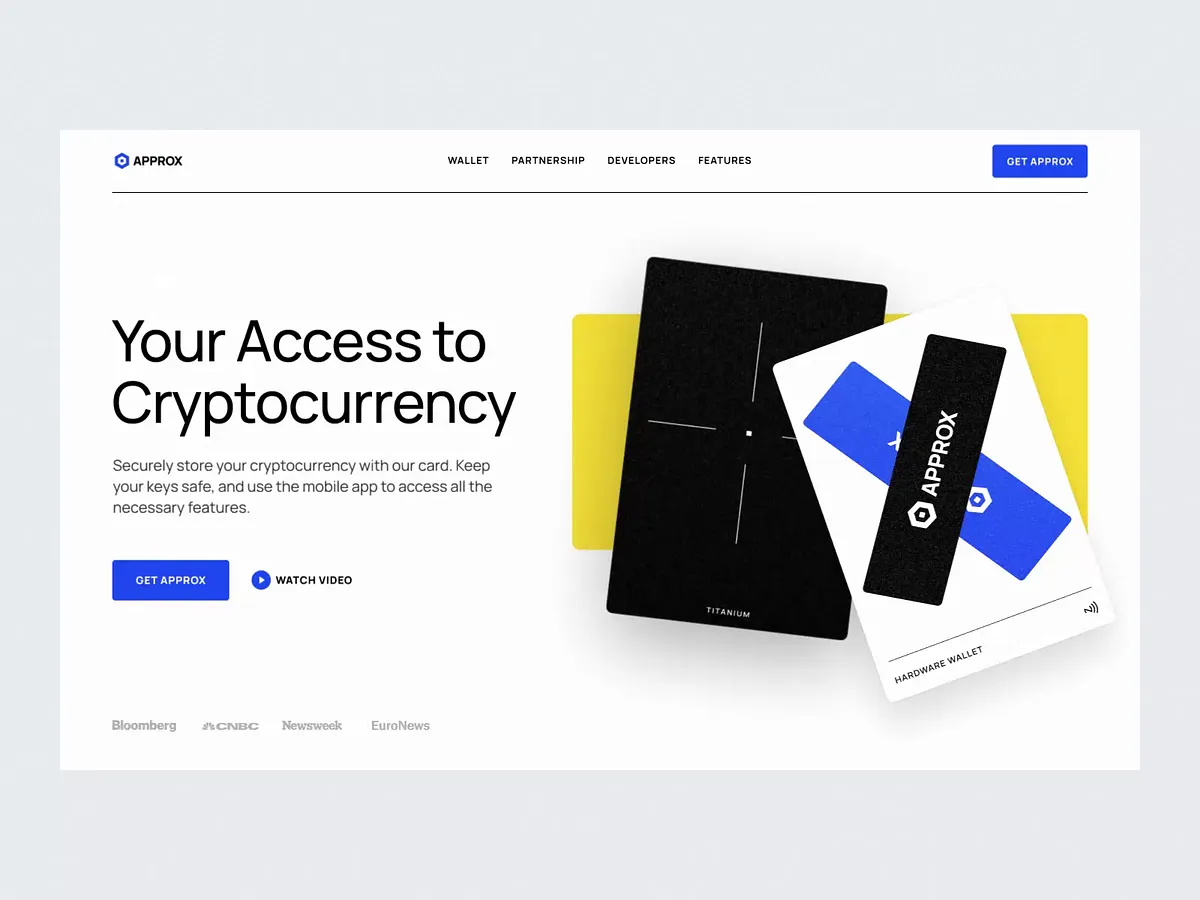 APPROX
WALLET PARTNERSHIP DEVELOPERS FEATURES
GET APPROX
Your Access to
Cryptocurrency
Securely store your cryptocurrency with our card. Keep
your keys safe, and use the mobile app to access all the
necessary features.
GET APPROX
WATCH VIDEO
Bloomberg CNBC Newsweek EuroNews
TITANIUM
X
APPROX
HARDWARE WALLET